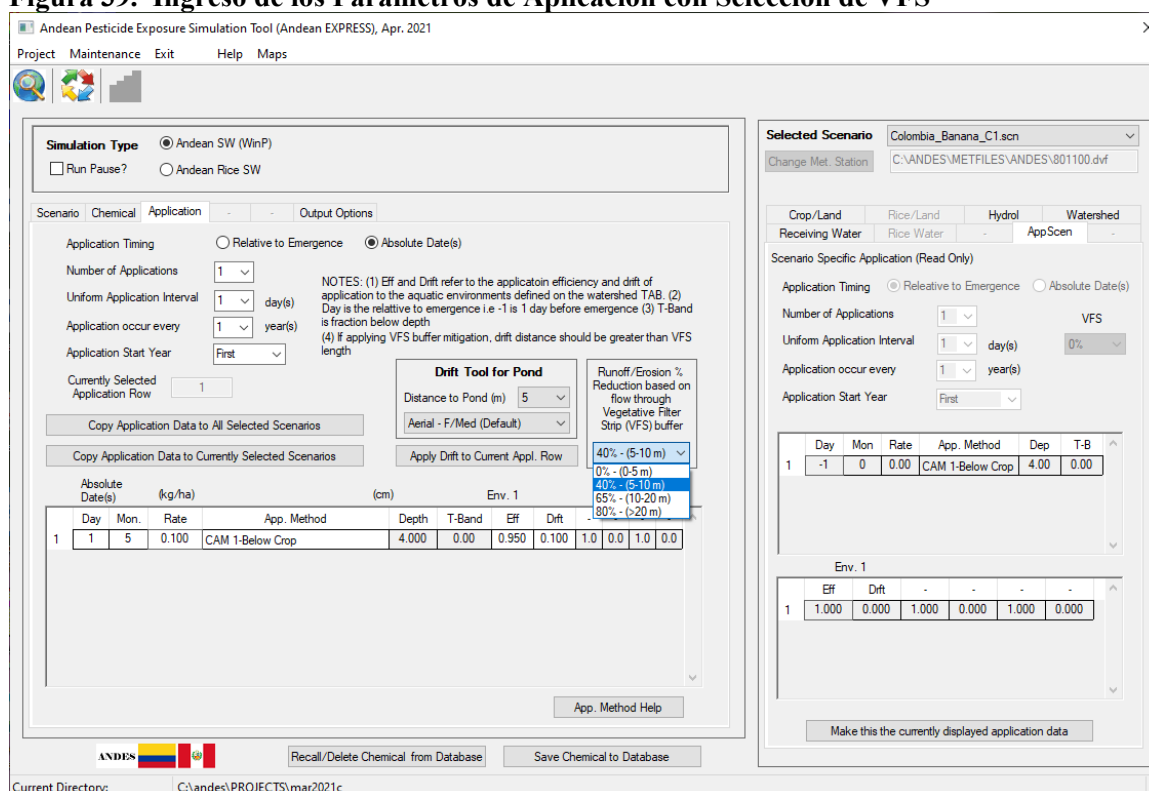 Figura 39.  Ingreso de los Parámetros de Aplicación con Selección de VFS
Andean Pesticide Exposure Simulation Tool (Andean EXPRESS), Apr. 2021
Project Maintenance Exit Help Maps
Simulation Type
Andean SW (WinP)
Run Pause?
Andean Rice SW
Scenario Chemical Application - - Output Options
Application Timing
Relative to Emergence
Absolute Date(s)
Number of Applications 1
Uniform Application Interval 1 day(s)
Application occur every 1 year(s)
Application Start Year First
Currently Selected
Application Row 1
NOTES: (1) Eff and Drift refer to the applicatoin efficiency and drift of
application to the aquatic environments defined on the watershed TAB. (2)
Day is the relattive to emergence i.e -1 is 1 day before emergence (3) T-Band
is fraction below depth
(4) If applying VFS buffer mitigation, drift distance should be greater than VFS
length
Copy Application Data to All Selected Scenarios
Copy Application Data to Currently Selected Scenarios
Drift Tool for Pond
Distance to Pond (m) 5
Aerial - F/Med (Default)
Apply Drift to Current Appl. Row
Runoff/Erosion %
Reduction based on
flow through
Vegetative Filter
Strip (VFS) buffer
40% - (5-10 m)
0% - (0-5 m)
40% - (5-10 m)
65% - (10-20 m)
80% - (>20 m)
Absolute
Date(s) (kg/ha) (cm) Env. 1
Day Mon. Rate App. Method Depth T-Band Eff Drft -
1 1 5 0.100 CAM 1-Below Crop 4.000 0.00 0.950 0.100 1.0 0.0 1.0 0.0
App. Method Help
ANDES
Recall/Delete Chemical from Database
Save Chemical to Database
Current Directory: C:\andes\PROJECTS\mar2021c
Selected Scenario Colombia_Banana_C1.scn
Change Met. Station C:\ANDES\METFILES\ANDES\801100.dvf
Crop/Land Rice/Land Hydrol Watershed
Receiving Water Rice Water - AppScen -
Scenario Specific Application (Read Only)
Application Timing
Releative to Emergence
Absolute Date(s)
Number of Applications 1
VFS
Uniform Application Interval 1 day(s) 0%
Application occur every 1 year(s)
Application Start Year First
Day Mon Rate App. Method Dep T-B
1 -1 0 0.00 CAM 1-Below Crop 4.00 0.00
Env. 1
Eff Drft - - - -
1 1.000 0.000 1.000 0.000 1.000 0.000
Make this the currently displayed application data